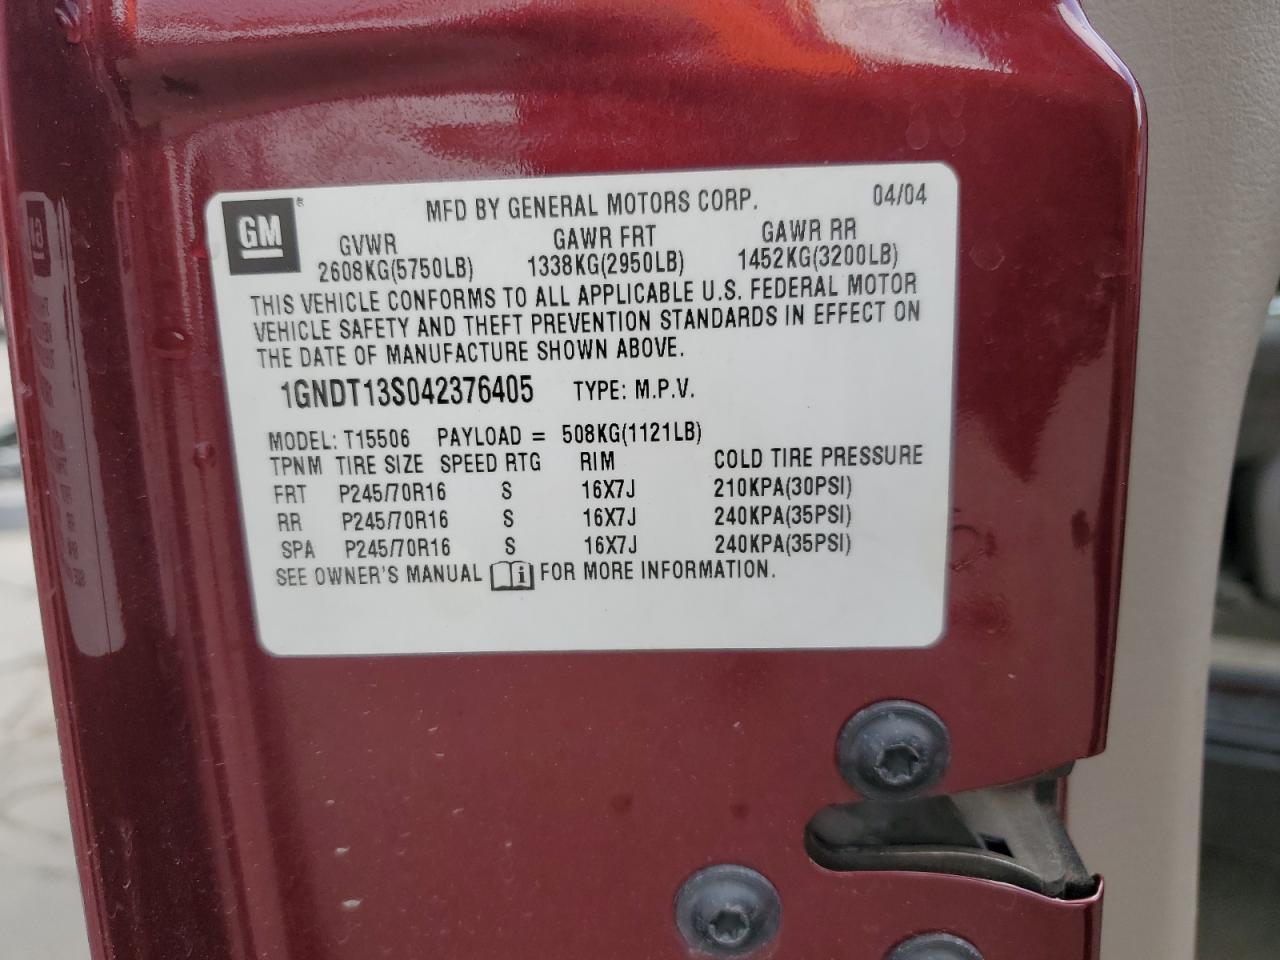 GM ® MFD BY GENERAL MOTORS CORP. 04/04
GVWR GAWR FRT GAWR RR
2608KG(5750LB) 1338KG(2950LB) 1452KG(3200LB)
THIS VEHICLE CONFORMS TO ALL APPLICABLE U.S. FEDERAL MOTOR
VEHICLE SAFETY AND THEFT PREVENTION STANDARDS IN EFFECT ON
THE DATE OF MANUFACTURE SHOWN ABOVE.
1GNDT13S042376405 TYPE: M.P.V.
MODEL: T15506 PAYLOAD = 508KG(1121LB)
TPNM TIRE SIZE SPEED RTG RIM COLD TIRE PRESSURE
FRT P245/70R16 S 16X7J 210KPA(30PSI)
RR P245/70R16 S 16X7J 240KPA(35PSI)
SPA P245/70R16 S 16X7J 240KPA(35PSI)
SEE OWNER'S MANUAL i FOR MORE INFORMATION.